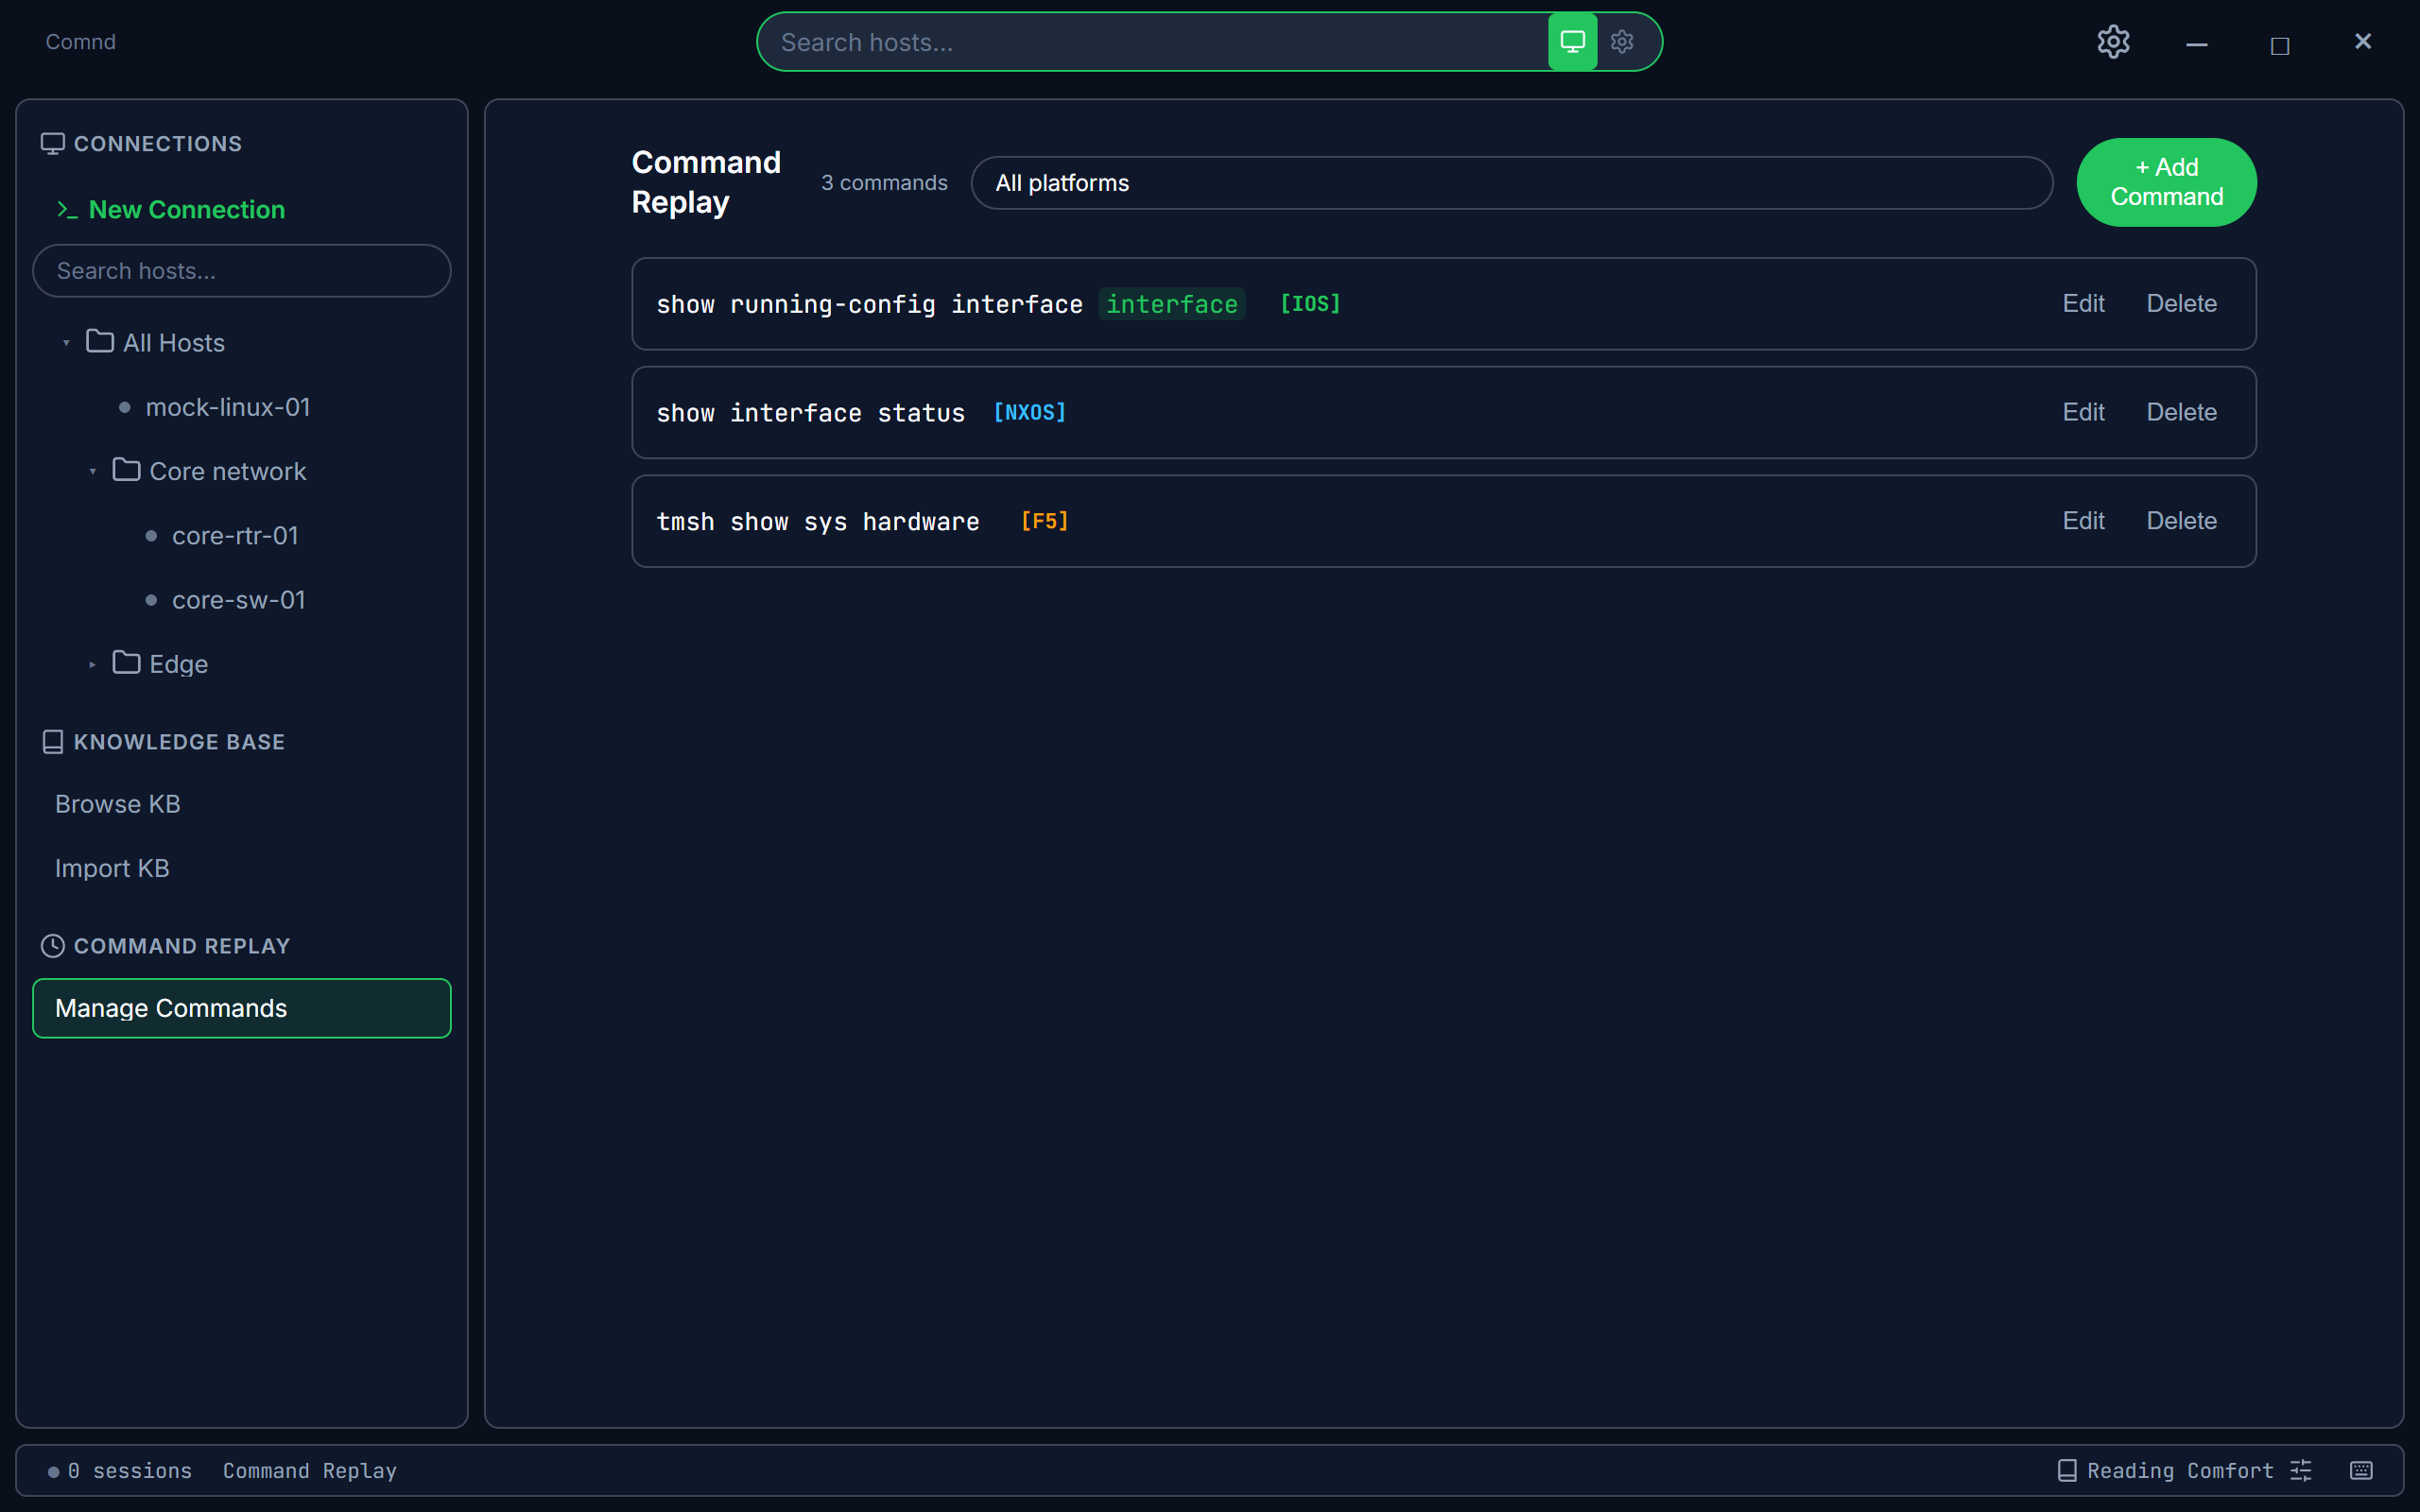 Comnd
Search hosts...
CONNECTIONS
New Connection
Search hosts...
All Hosts
mock-linux-01
Core network
core-rtr-01
core-sw-01
Edge
KNOWLEDGE BASE
Browse KB
Import KB
COMMAND REPLAY
Manage Commands
Command
Replay
3 commands
All platforms
+ Add
Command
show running-config interface interface [IOS] Edit Delete
show interface status [NXOS] Edit Delete
tmsh show sys hardware [F5] Edit Delete
0 sessions Command Replay
Reading Comfort